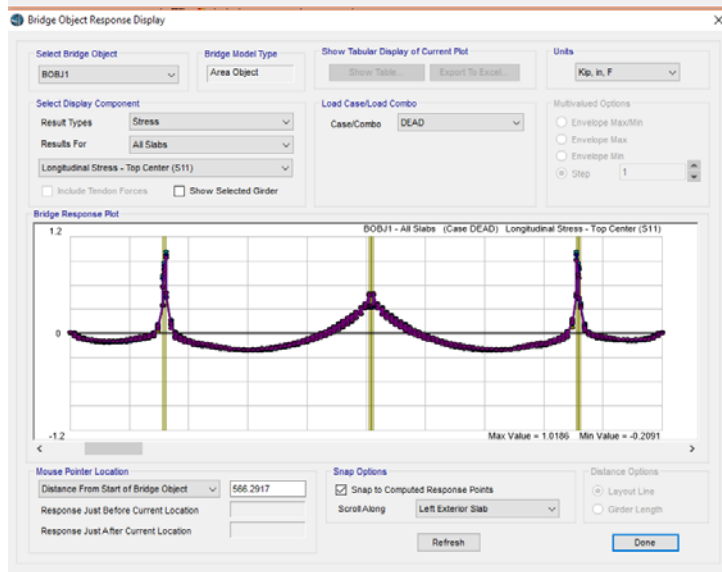 Bridge Object Response Display
Select Bridge Object
BOBJ1
Bridge Model Type
Area Object
Show Tabular Display of Current Plot
Show Table...
Export To Excel...
Units
Kip, in, F
Select Display Component
Result Types
Stress
Results For
All Slabs
Longitudinal Stress - Top Center (S11)
Include Tendon Forces
Show Selected Girder
Load Case/Load Combo
Case/Combo
DEAD
Multivalued Options
Envelope Max/Min
Envelope Max
Envelope Min
Step
1
Bridge Response Plot
1.2
BOBJ1 - All Slabs (Case DEAD) Longitudinal Stress - Top Center (S11)
0
-1.2
Max Value = 1.0186 Min Value = -0.2091
Mouse Pointer Location
Distance From Start of Bridge Object
566.2917
Response Just Before Current Location
Response Just After Current Location
Snap Options
Snap to Computed Response Points
Scroll Along
Left Exterior Slab
Distance Options
Layout Line
Girder Length
Refresh
Done